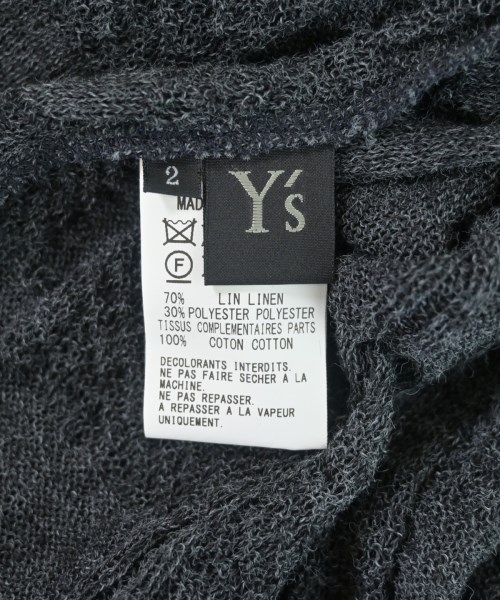 2
Y's
MAD
F
70% LIN LINEN
30% POLYESTER POLYESTER
TISSUS COMPLEMENTAIRES PARTS
100% COTON COTTON
DECOLORANTS INTERDITS.
NE PAS FAIRE SECHER A LA
MACHINE.
NE PAS REPASSER.
A REPASSER A LA VAPEUR
UNIQUEMENT.